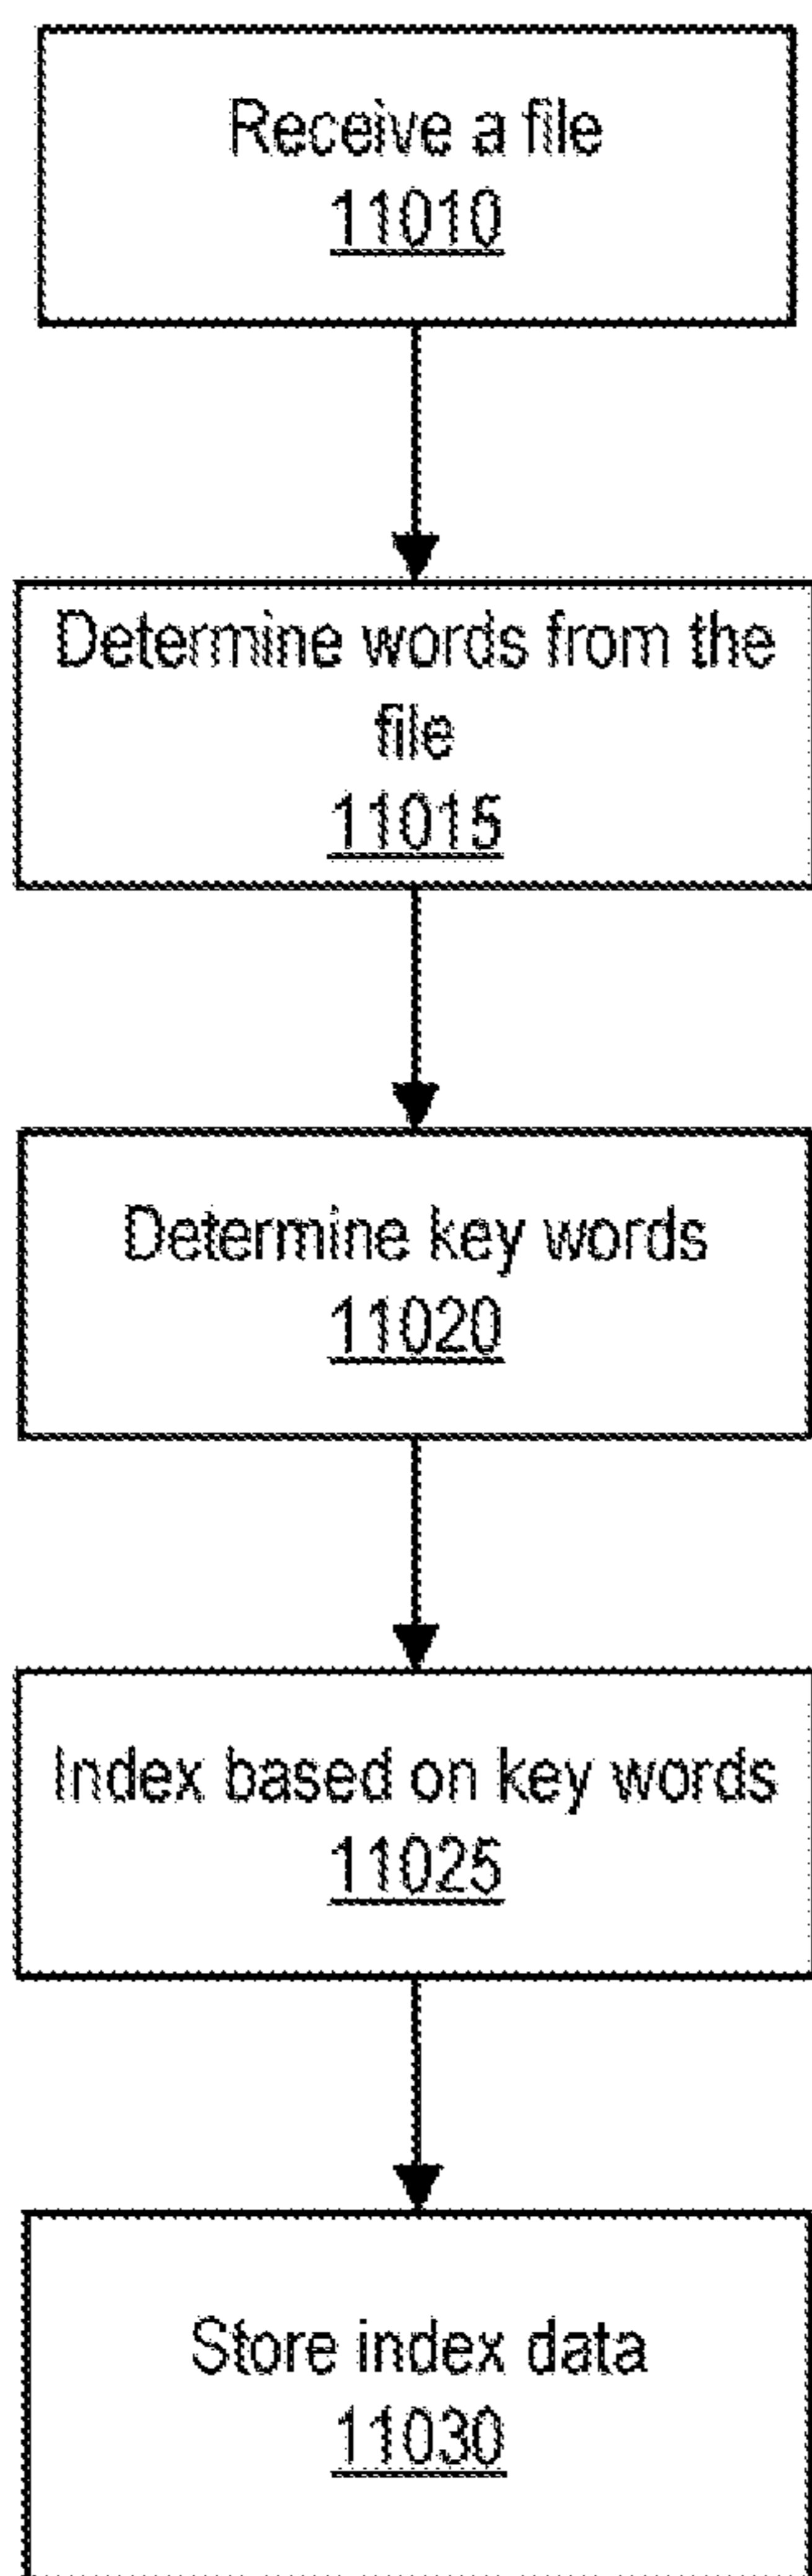 Receive a file
11010
Determine words from the
file
11015
Determine key words
11020
Index based on key words
11025
Store index data
11030